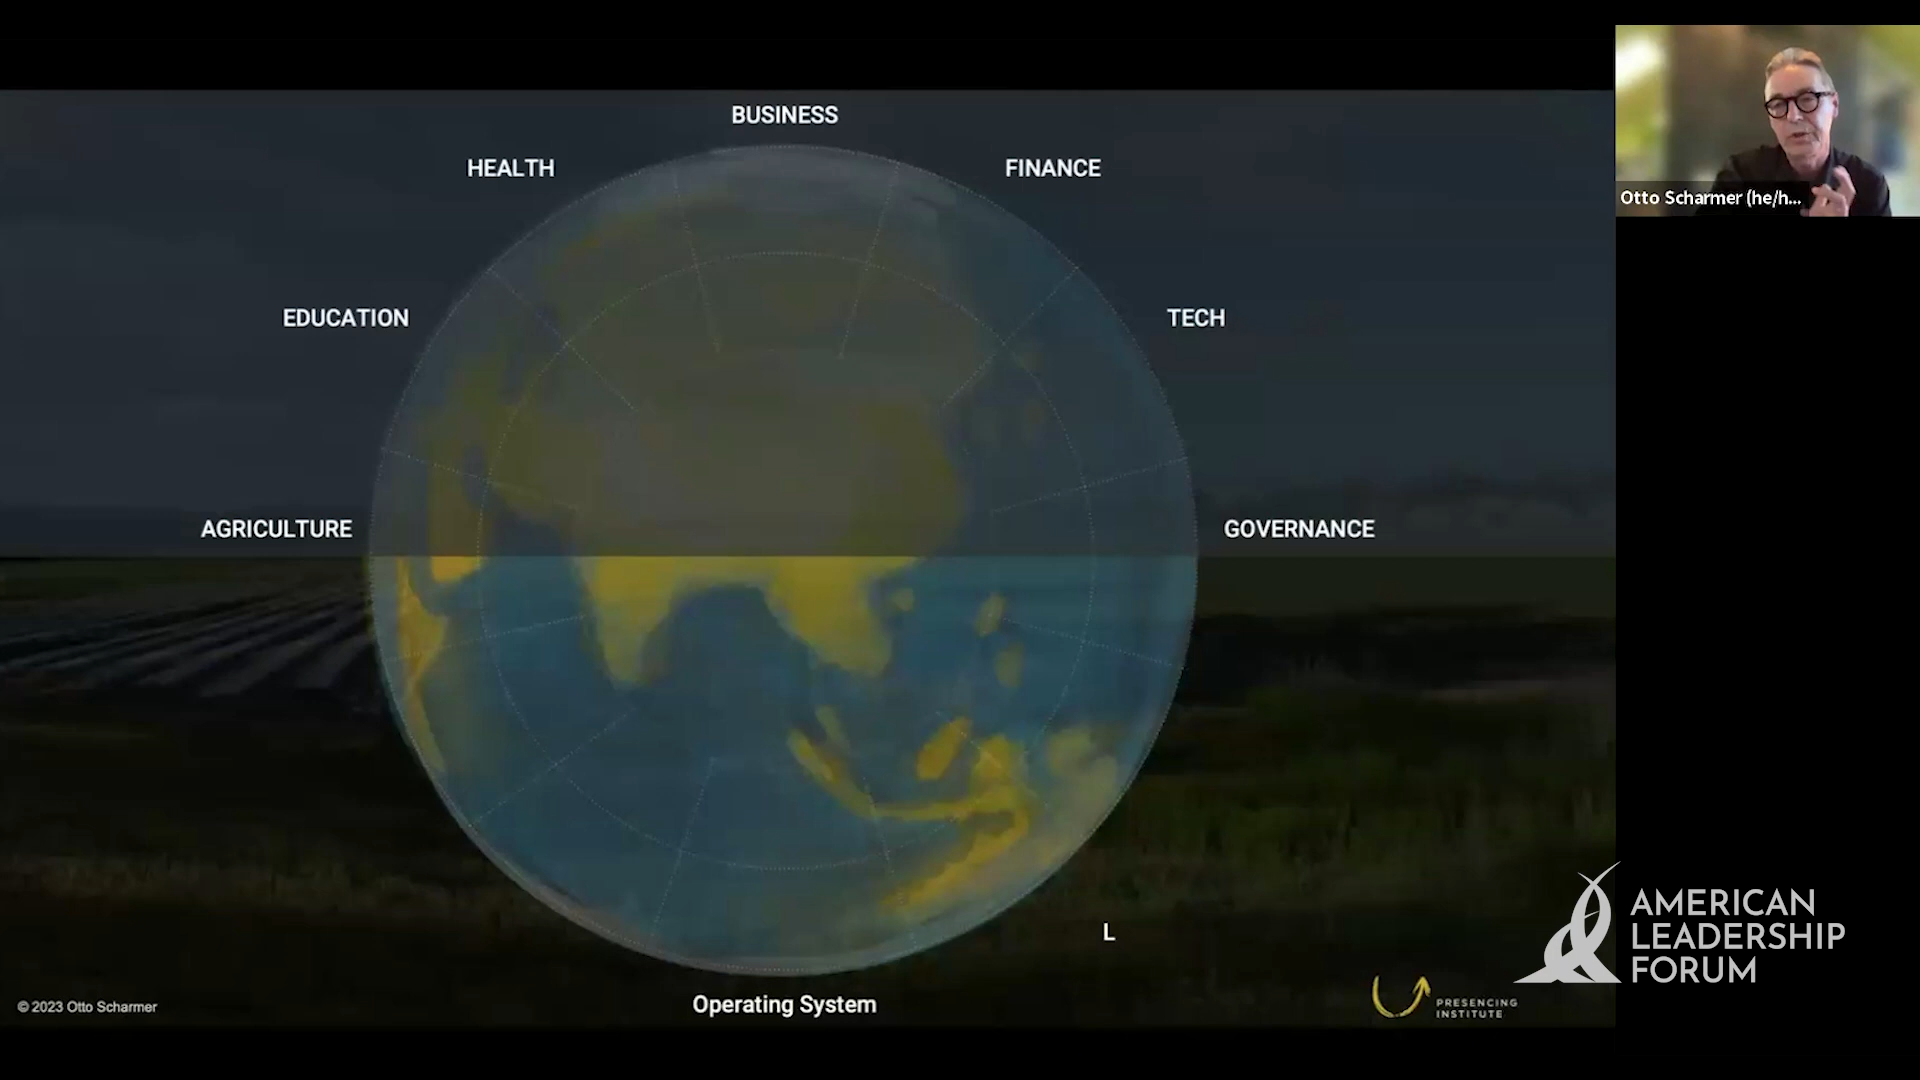 BUSINESS
HEALTH
FINANCE
Otto Scharmer (he/h...
EDUCATION
TECH
AGRICULTURE
GOVERNANCE
L
AMERICAN
LEADERSHIP
FORUM
Operating System
© 2023 Otto Scharmer
PRESENCING
INSTITUTE